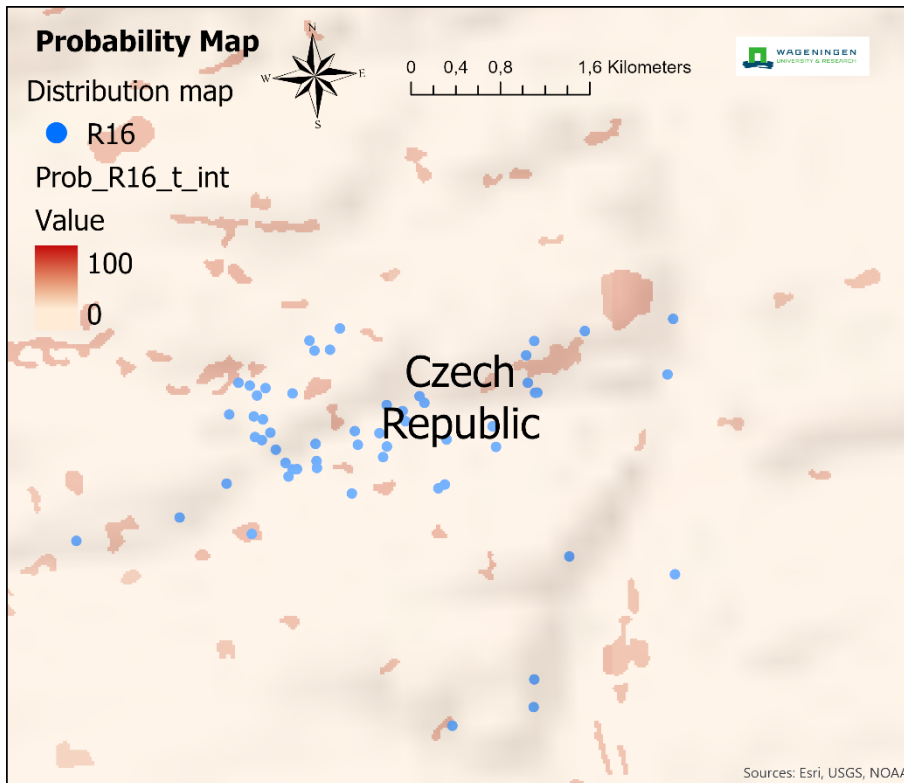 Probability Map
Distribution map
R16
Prob_R16_t_int
Value
100
0
N
W
E
S
0 0,4 0,8 1,6 Kilometers
WAGENINGEN
UNIVERSITY & RESEARCH
Czech
Republic
Sources: Esri, USGS, NOAA